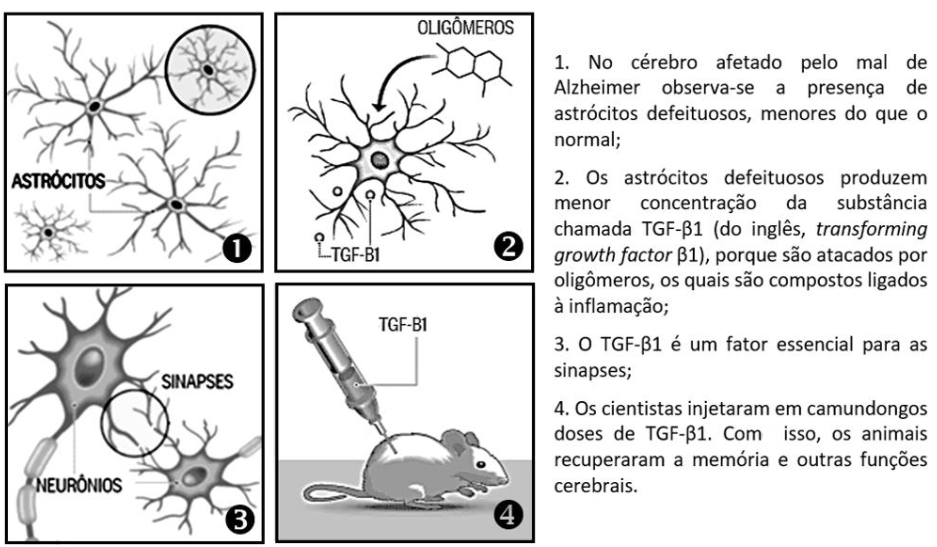 ASTRÓCITOS
1
OLIGÔMEROS
TGF-B1
2
SINAPSES
NEURÔNIOS
3
TGF-B1
4
1. No cérebro afetado pelo mal de
Alzheimer observa-se a presença de
astrócitos defeituosos, menores do que o
normal;
2. Os astrócitos defeituosos produzem
menor concentração da substância
chamada TGF-β1 (do inglês, transforming
growth factor β1), porque são atacados por
oligômeros, os quais são compostos ligados
à inflamação;
3. O TGF-β1 é um fator essencial para as
sinapses;
4. Os cientistas injetaram em camundongos
doses de TGF-β1. Com isso, os animais
recuperaram a memória e outras funções
cerebrais.